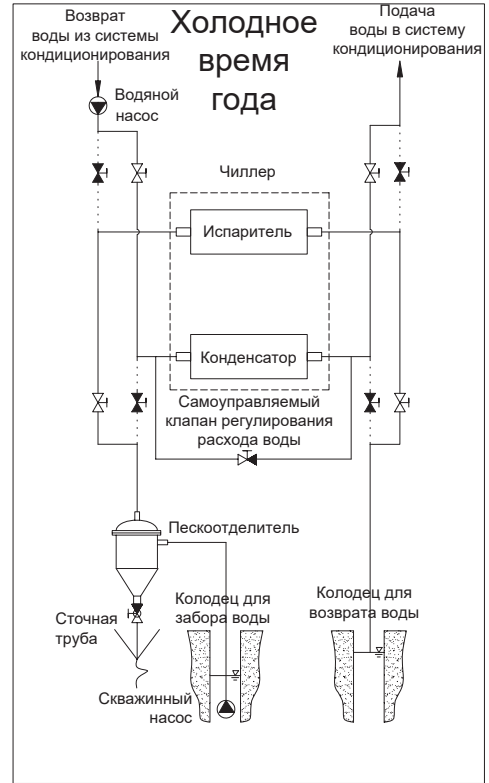 Возврат
воды из системы
кондиционирования
Холодное
время
года
Подача
воды в систему
кондиционирования
Водяной
насос
Чиллер
Испаритель
Конденсатор
Самоуправляемый
клапан регулирования
расхода воды
Пескоотделитель
Сточная
труба
Колодец для
забора воды
Колодец для
возврата воды
Скважинный
насос